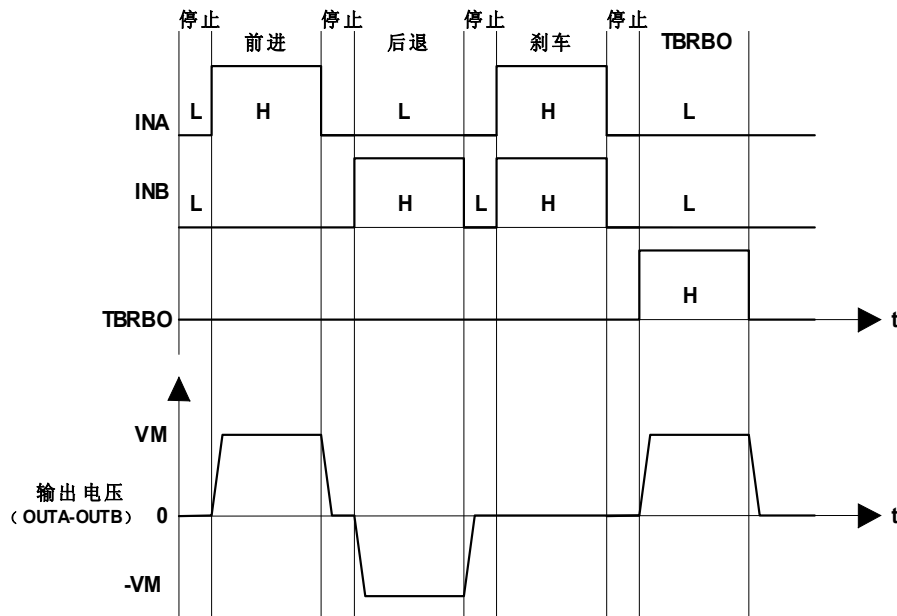 停止 停止 停止 停止
前进 后退 刹车 TBRBO
INA L H L H L
INB L H L H L
TBRBO H t
VM
输出电压
（OUTA-OUTB） 0 t
-VM